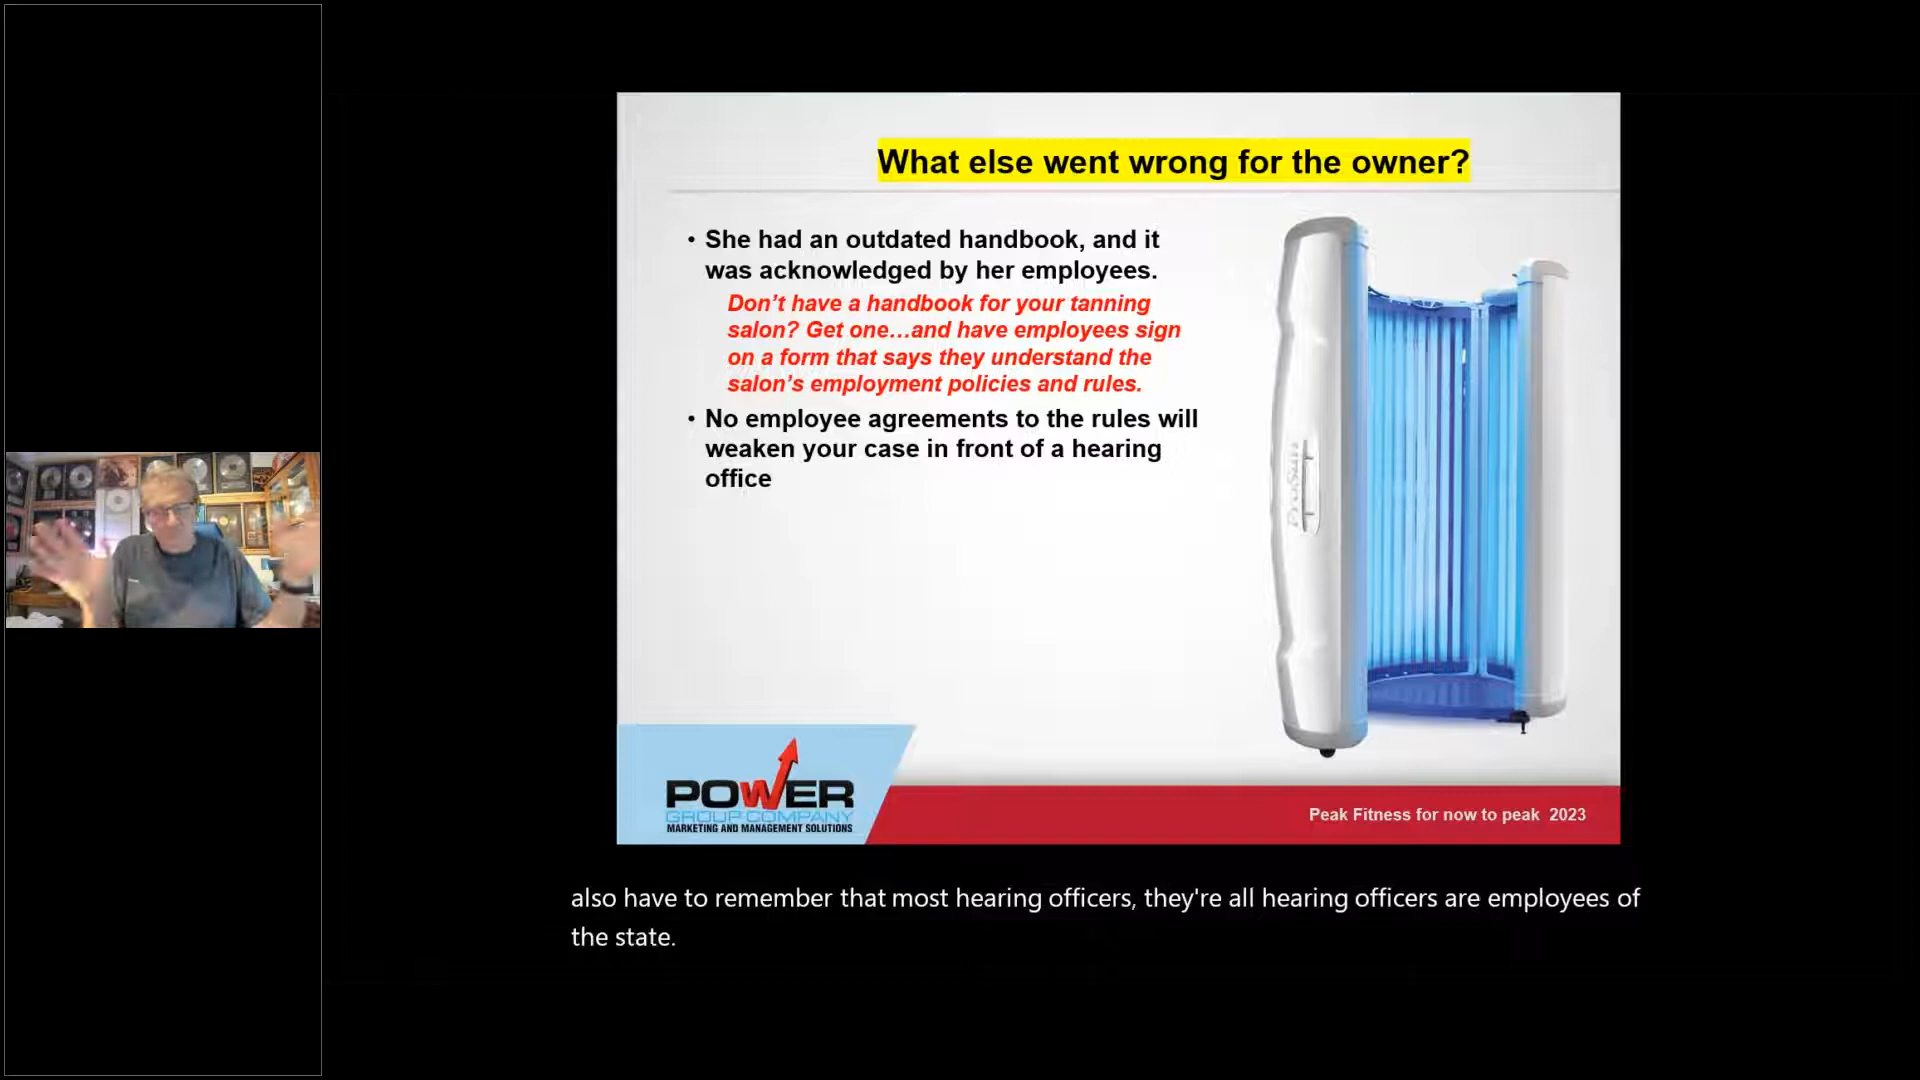 What else went wrong for the owner?
• She had an outdated handbook, and it
was acknowledged by her employees.
Don’t have a handbook for your tanning
salon? Get one…and have employees sign
on a form that says they understand the
salon’s employment policies and rules.
• No employee agreements to the rules will
weaken your case in front of a hearing
office
ProSun
POWER
GROUP COMPANY
MARKETING AND MANAGEMENT SOLUTIONS
Peak Fitness for now to peak 2023
also have to remember that most hearing officers, they're all hearing officers are employees of
the state.